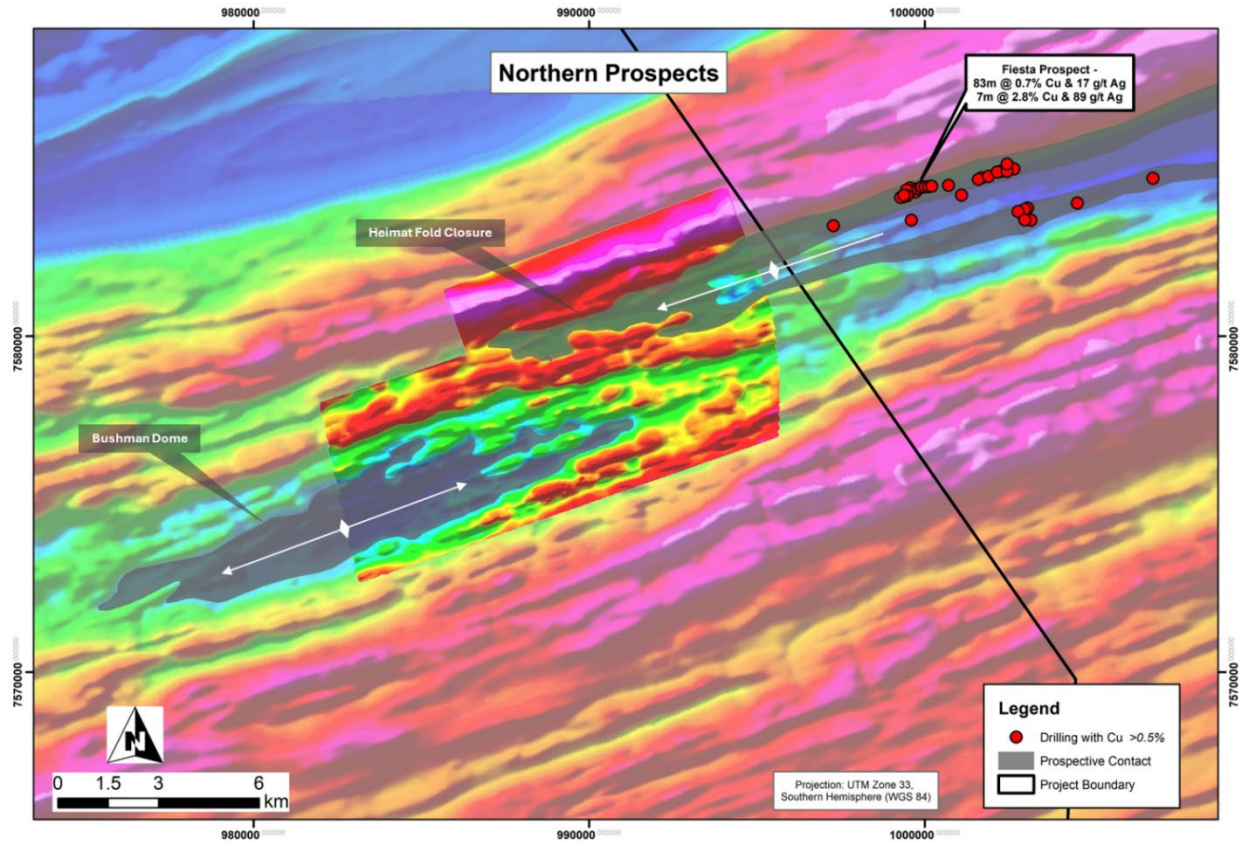 980000
990000
1000000
Northern Prospects
Fiesta Prospect -
83m @ 0.7% Cu & 17 g/t Ag
7m @ 2.8% Cu & 89 g/t Ag
Heimat Fold Closure
7580000
7580000
Bushman Dome
7570000
7570000
N
0 1.5 3 6
km
Projection: UTM Zone 33,
Southern Hemisphere (WGS 84)
Legend
Drilling with Cu >0.5%
Prospective Contact
Project Boundary
980000
990000
1000000